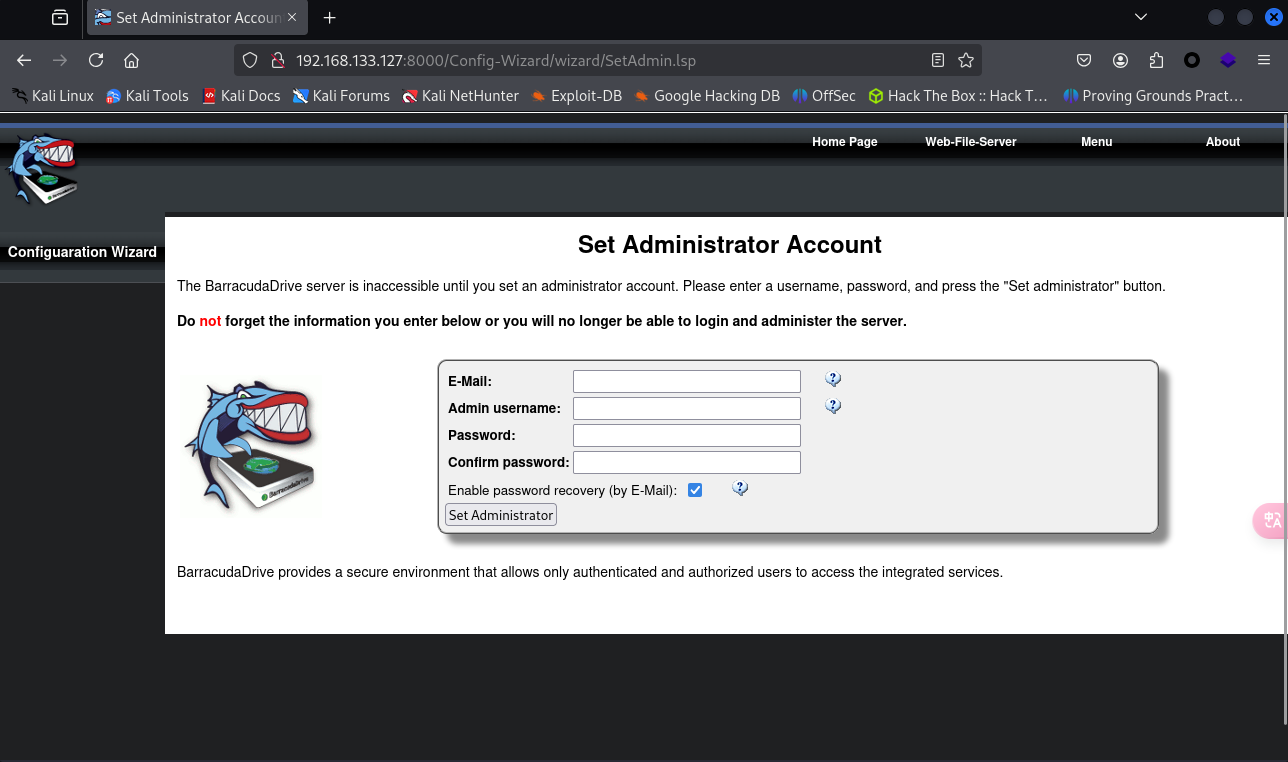 Set Administrator Accoun
192.168.133.127:8000/Config-Wizard/wizard/SetAdmin.lsp
Kali Linux Kali Tools Kali Docs Kali Forums Kali NetHunter Exploit-DB Google Hacking DB OffSec Hack The Box :: Hack T… Proving Grounds Pract…
Home Page Web-File-Server Menu About
Configuaration Wizard
Set Administrator Account
The BarracudaDrive server is inaccessible until you set an administrator account. Please enter a username, password, and press the "Set administrator" button.
Do not forget the information you enter below or you will no longer be able to login and administer the server.
E-Mail:
Admin username:
Password:
Confirm password:
Enable password recovery (by E-Mail):
Set Administrator
BarracudaDrive
BarracudaDrive provides a secure environment that allows only authenticated and authorized users to access the integrated services.